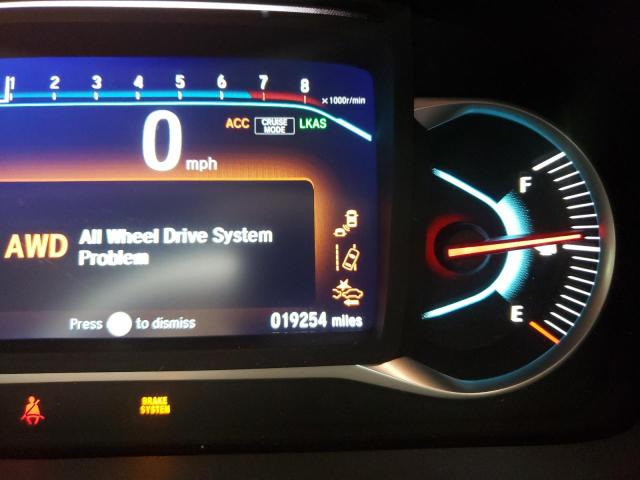 1 2 3 4 5 6 7 8
×1000r/min
0 mph
ACC CRUISE MODE LKAS
AWD All Wheel Drive System
Problem
Press to dismiss
019254 miles
F
E
BRAKE
SYSTEM